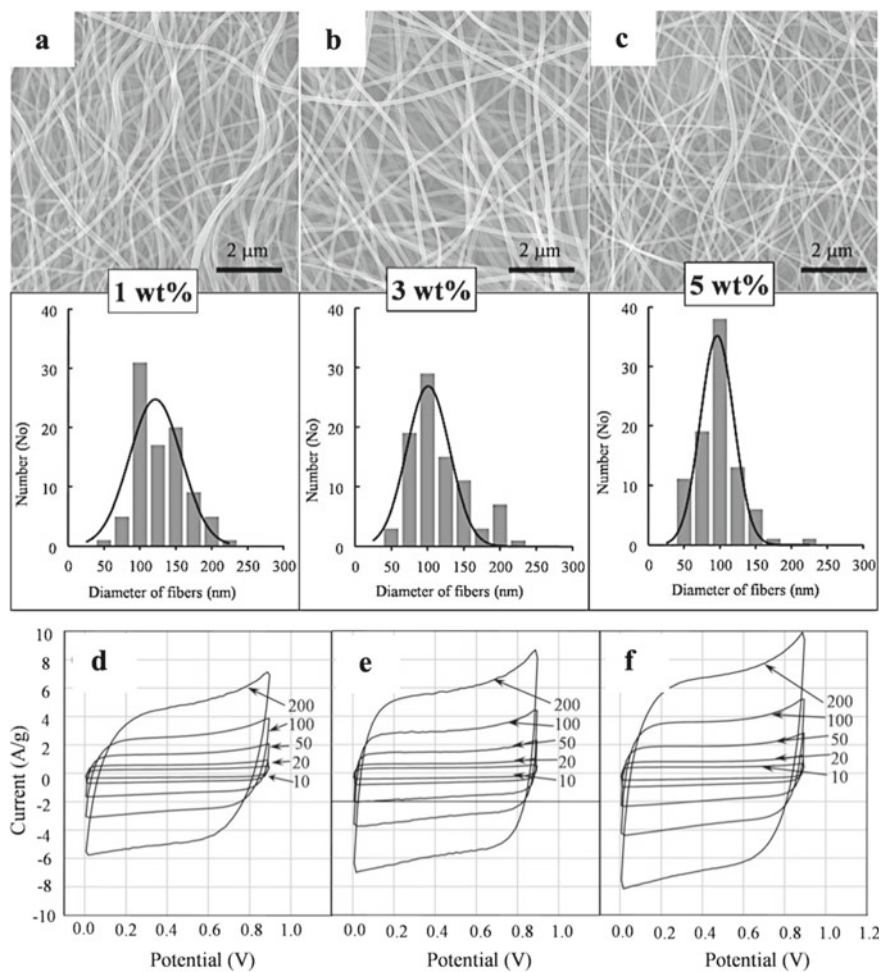 a b c
2 μm 2 μm 2 μm
1 wt% 3 wt% 5 wt%
40 40 40
30 30 30
20 20 20
10 10 10
0 0 0
0 50 100 150 200 250 300 0 50 100 150 200 250 300 0 50 100 150 200 250 300
Number (No) Number (No) Number (No)
Diameter of fibers (nm) Diameter of fibers (nm) Diameter of fibers (nm)
d e f
10
8
6
4
2
0
-2
-4
-6
-8
-10
Current (A/g)
200 200 200
100 100 100
50 50 50
20 20 20
10 10 10
0.0 0.2 0.4 0.6 0.8 1.0 0.0 0.2 0.4 0.6 0.8 1.0 0.0 0.2 0.4 0.6 0.8 1.0 1.2
Potential (V) Potential (V) Potential (V)